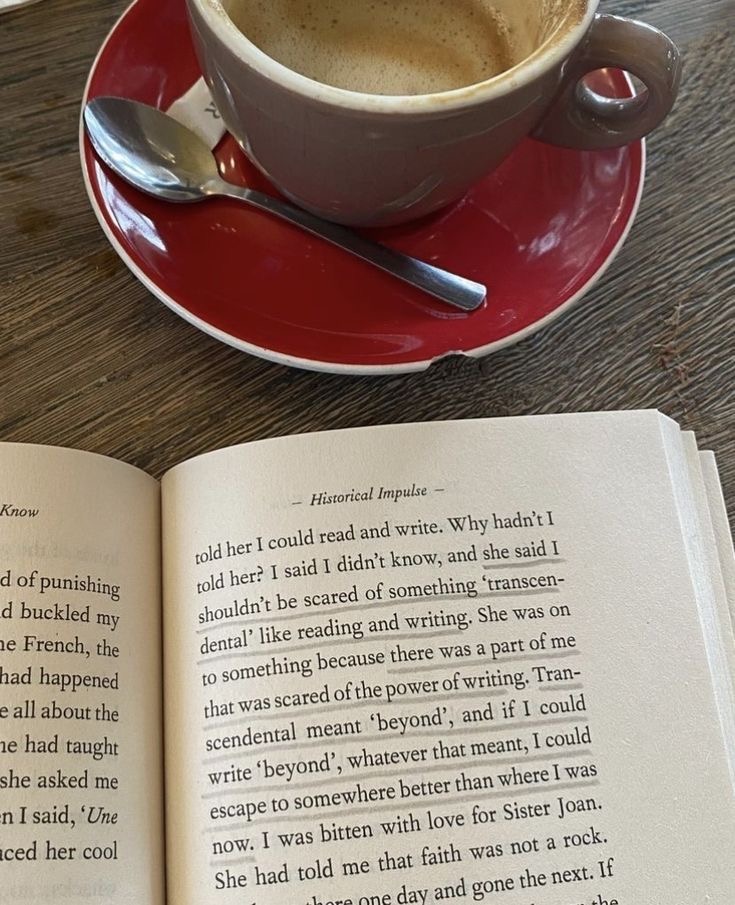 Know
d of punishing
d buckled my
ne French, the
had happened
e all about the
ne had taught
she asked me
n I said, ‘Une
her cool
– Historical Impulse –
told her I could read and write. Why hadn’t I
told her? I said I didn’t know, and she said I
shouldn’t be scared of something ‘transcen-
dental’ like reading and writing. She was on
to something because there was a part of me
that was scared of the power of writing. Tran-
scendental meant ‘beyond’, and if I could
write ‘beyond’, whatever that meant, I could
escape to somewhere better than where I was
now. I was bitten with love for Sister Joan.
She had told me that faith was not a rock.
one day and gone the next. If
the